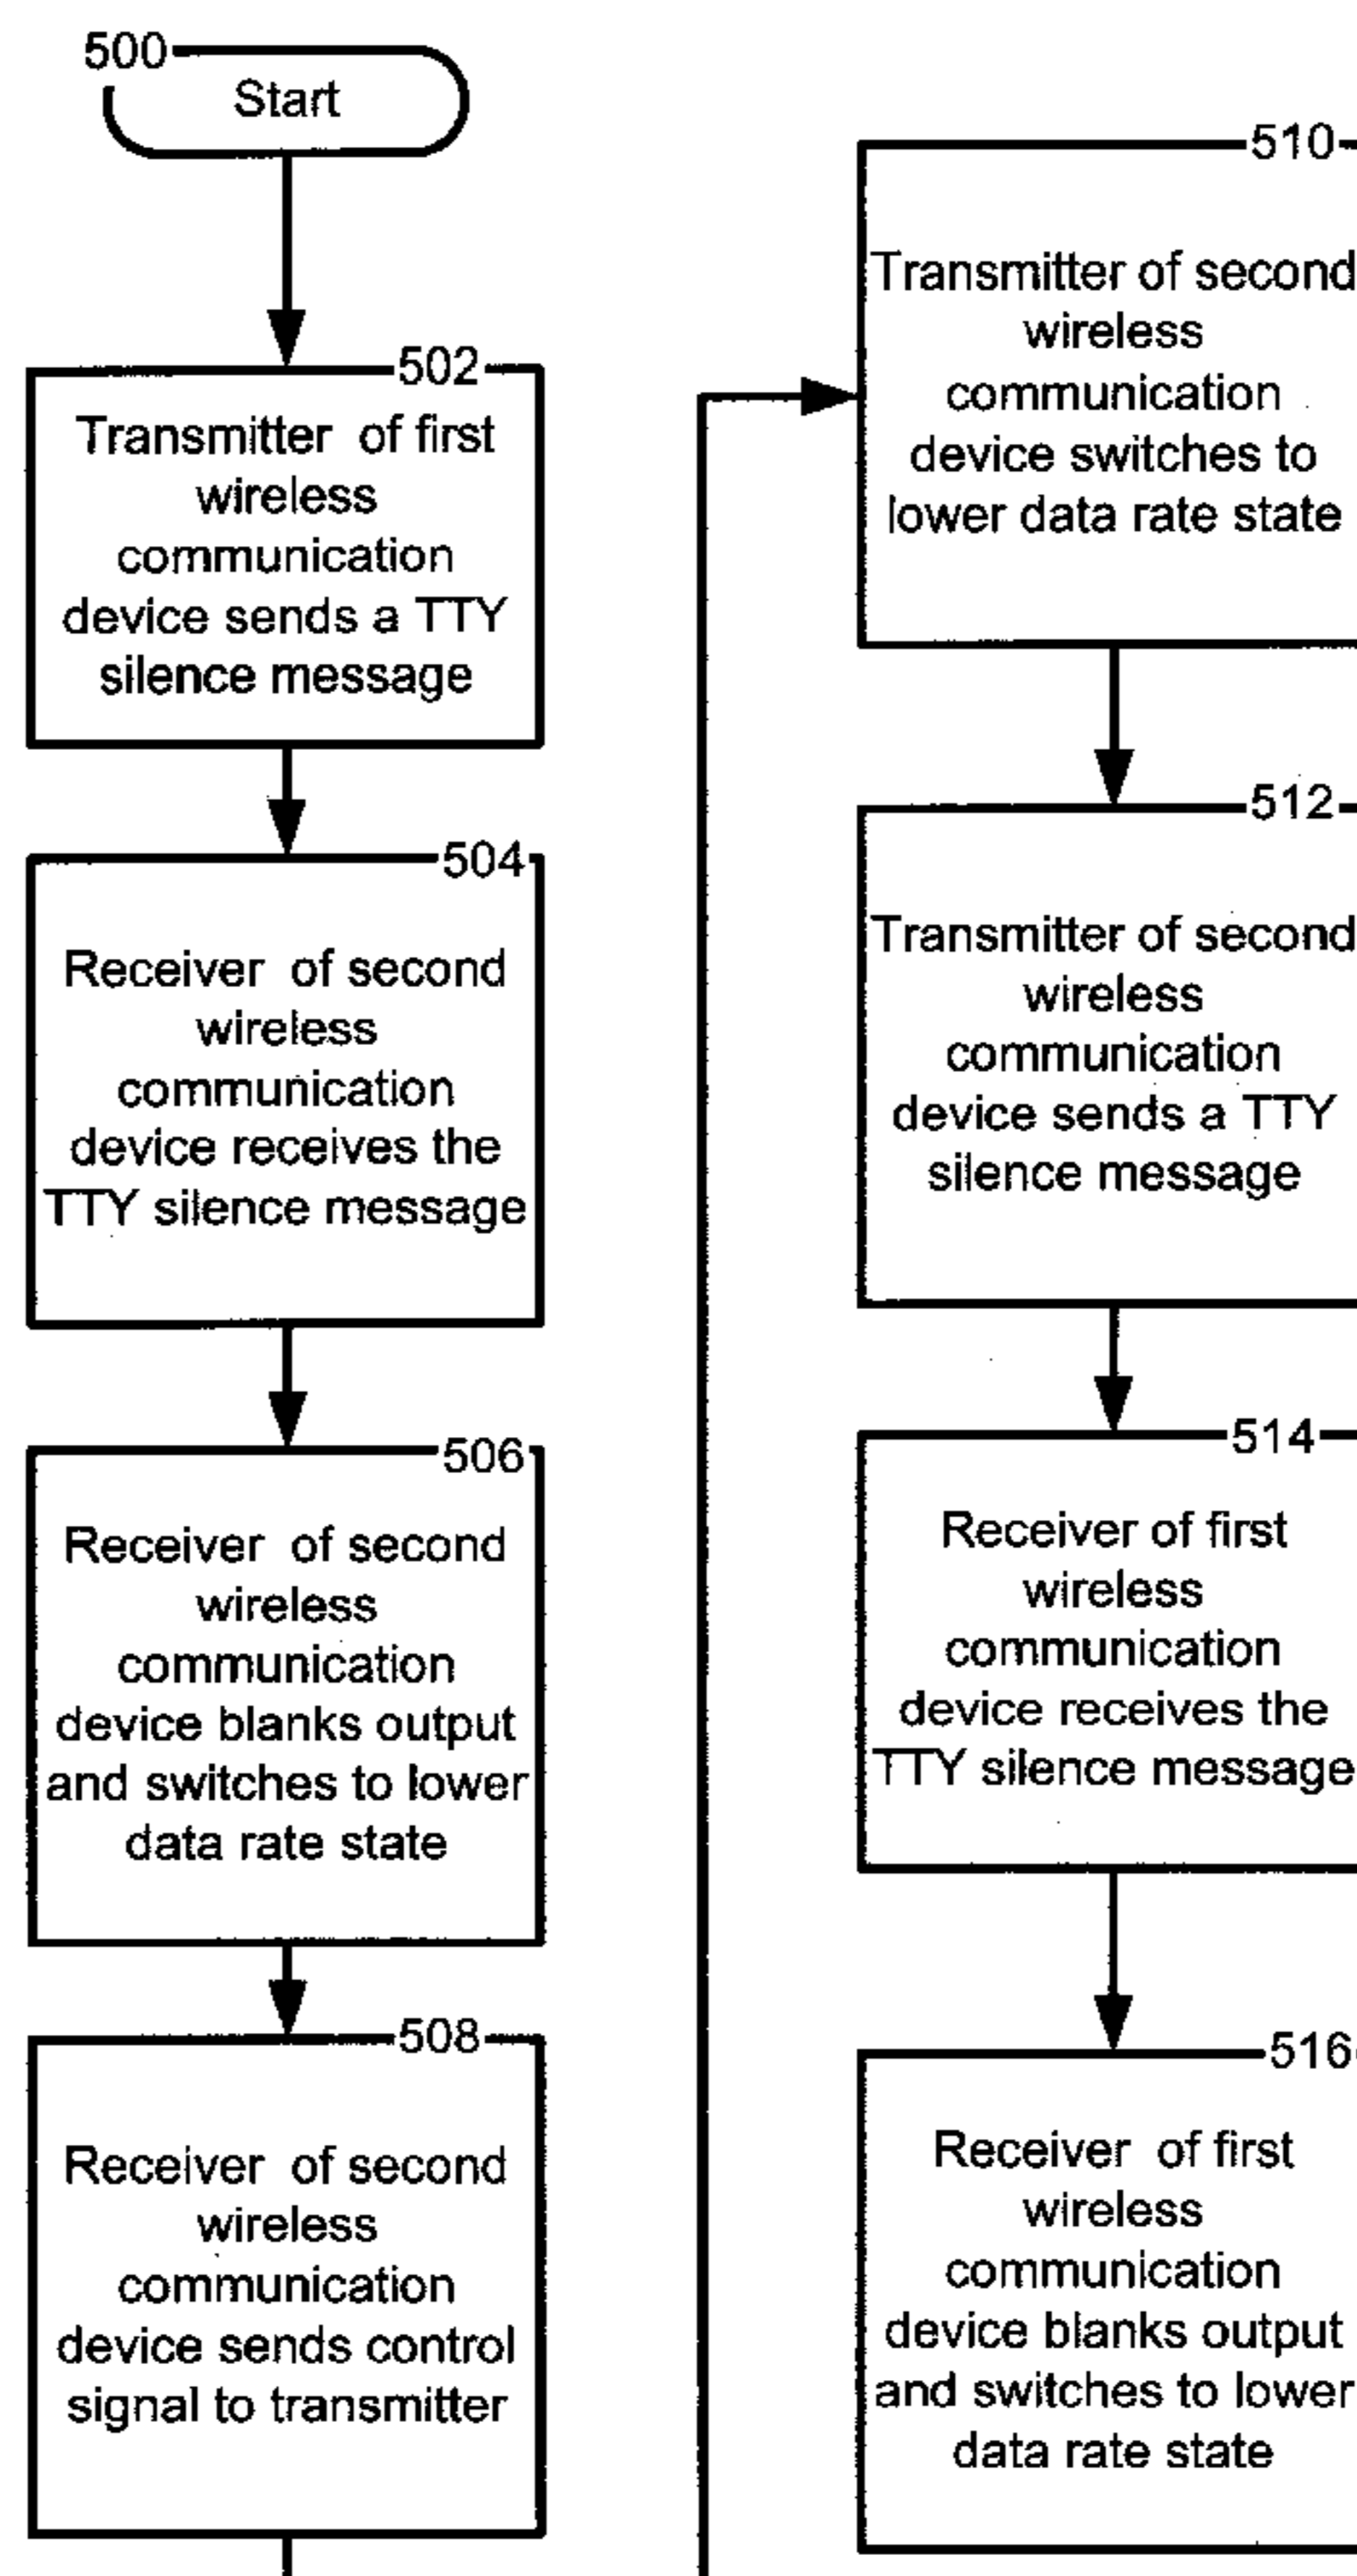 500
Start
502
Transmitter of first
wireless
communication
device sends a TTY
silence message
504
Receiver of second
wireless
communication
device receives the
TTY silence message
506
Receiver of second
wireless
communication
device blanks output
and switches to lower
data rate state
508
Receiver of second
wireless
communication
device sends control
signal to transmitter
510
Transmitter of second
wireless
communication
device switches to
lower data rate state
512
Transmitter of second
wireless
communication
device sends a TTY
silence message
514
Receiver of first
wireless
communication
device receives the
TTY silence message
516
Receiver of first
wireless
communication
device blanks output
and switches to lower
data rate state